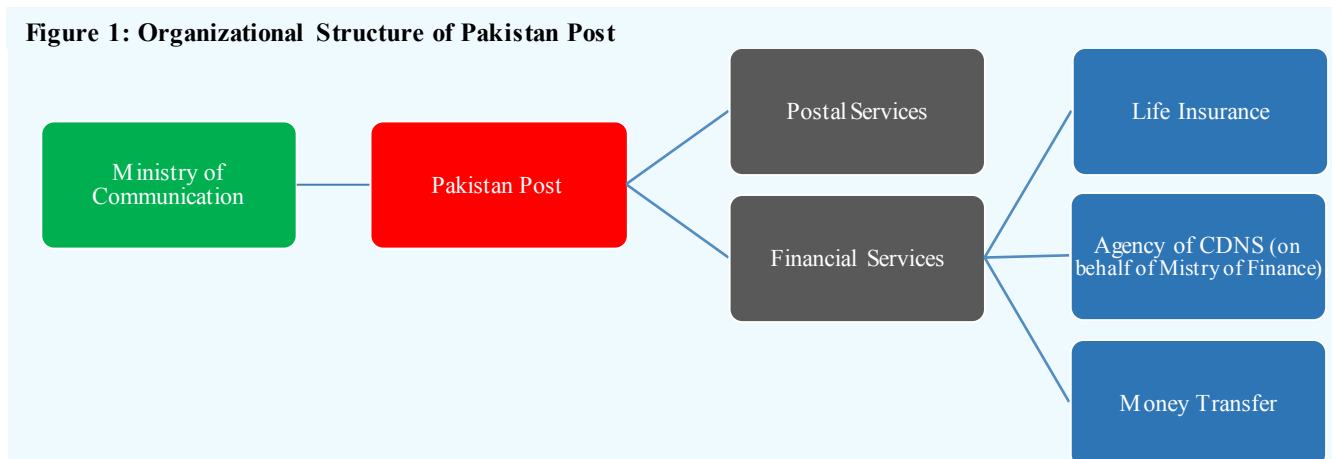 Figure 1: Organizational Structure of Pakistan Post
Ministry of
Communication
Pakistan Post
Postal Services
Financial Services
Life Insurance
Agency of CDNS (on
behalf of Mistry of Finance)
Money Transfer